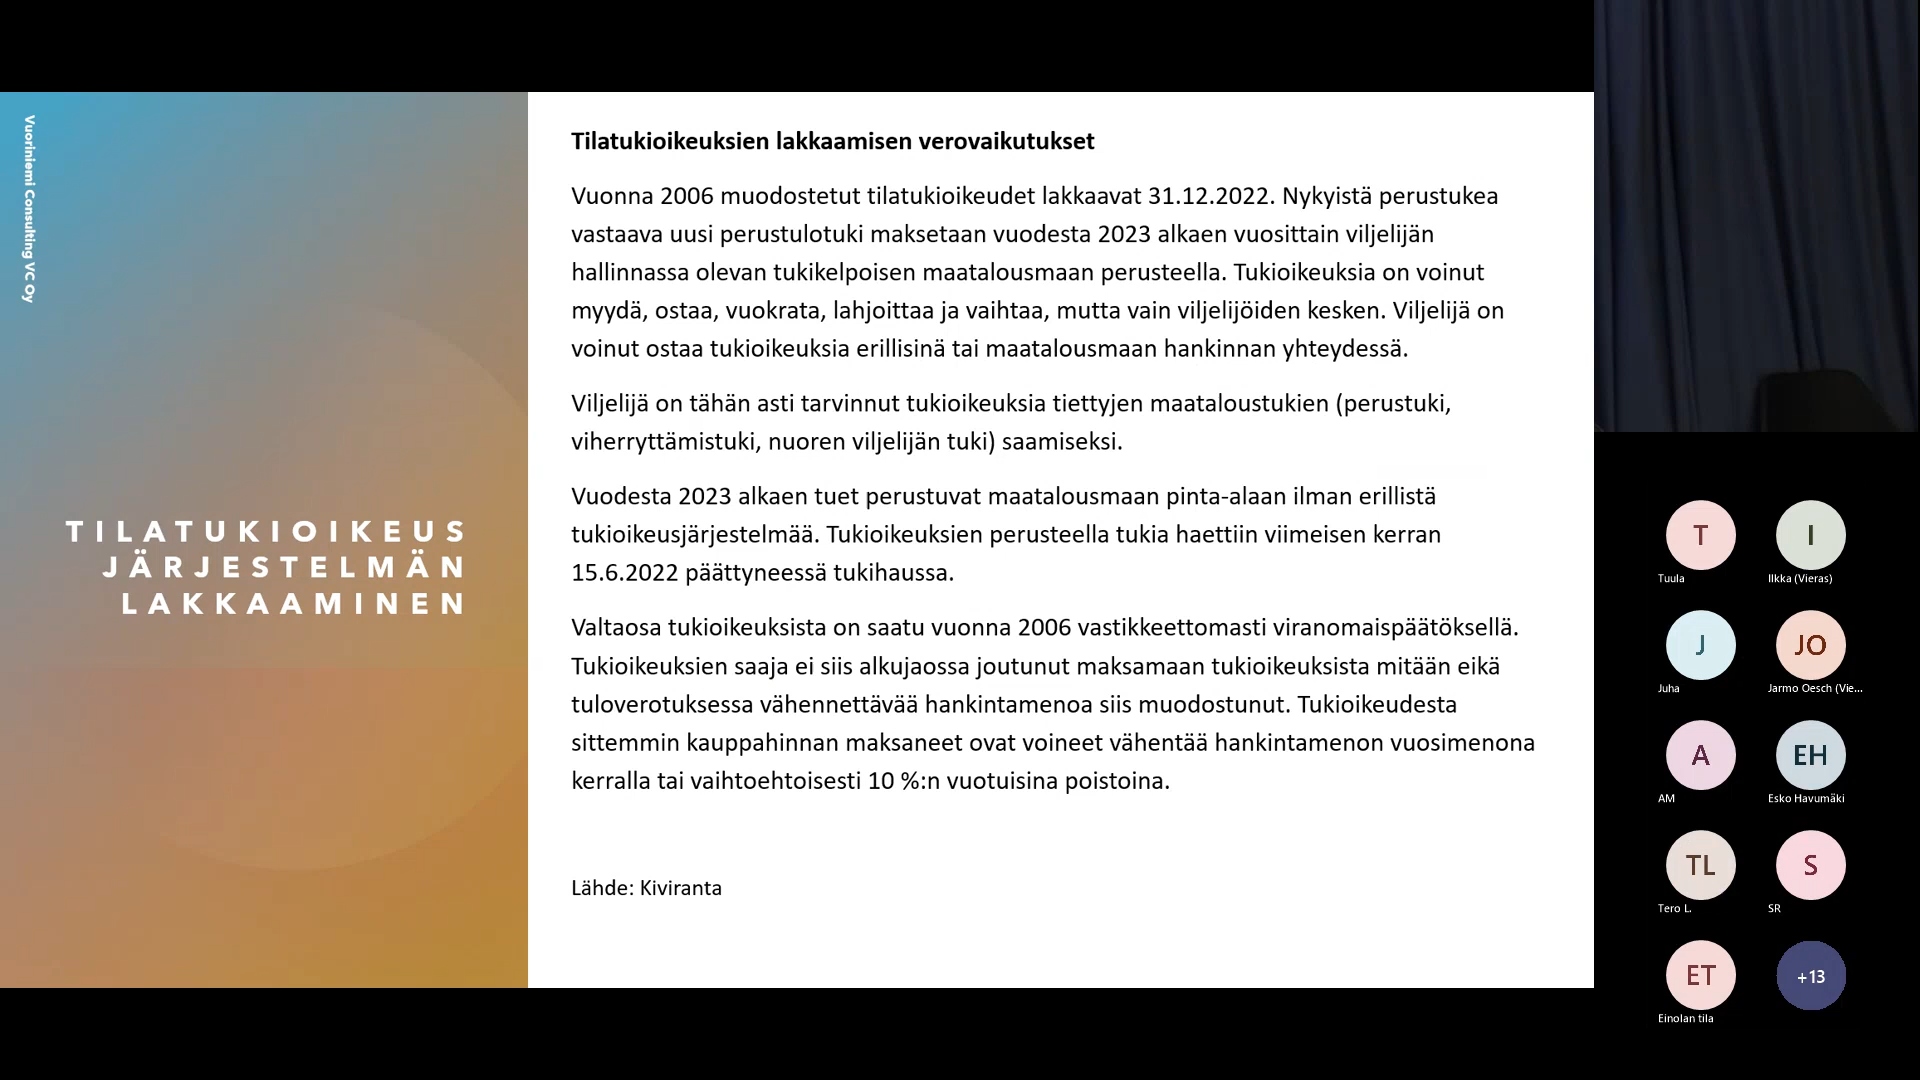 Vuoriniemi Consulting VC Oy
TILATUKIOIKEUS
JÄRJESTELMÄN
LAKKAAMINEN
Tilatukioikeuksien lakkaamisen verovaikutukset
Vuonna 2006 muodostetut tilatukioikeudet lakkaavat 31.12.2022. Nykyistä perustukea
vastaava uusi perustulotuki maksetaan vuodesta 2023 alkaen vuosittain viljelijän
hallinnassa olevan tukikelpoisen maatalousmaan perusteella. Tukioikeuksia on voinut
myydä, ostaa, vuokrata, lahjoittaa ja vaihtaa, mutta vain viljelijöiden kesken. Viljelijä on
voinut ostaa tukioikeuksia erillisinä tai maatalousmaan hankinnan yhteydessä.
Viljelijä on tähän asti tarvinnut tukioikeuksia tiettyjen maataloustukien (perustuki,
viherryttämistuki, nuoren viljelijän tuki) saamiseksi.
Vuodesta 2023 alkaen tuet perustuvat maatalousmaan pinta-alaan ilman erillistä
tukioikeusjärjestelmää. Tukioikeuksien perusteella tukia haettiin viimeisen kerran
15.6.2022 päättyneessä tukihaussa.
Valtaosa tukioikeuksista on saatu vuonna 2006 vastikkeettomasti viranomaispäätöksellä.
Tukioikeuksien saaja ei siis alkujaossa joutunut maksamaan tukioikeuksista mitään eikä
tuloverotuksessa vähennettävää hankintamenoa siis muodostunut. Tukioikeudesta
sittemmin kauppahinnan maksaneet ovat voineet vähentää hankintamenon vuosimenona
kerralla tai vaihtoehtoisesti 10 %:n vuotuisina poistoina.
Lähde: Kiviranta
T I
Tuula Ilkka (Vieras)
J JO
Juha Jarmo Oesch (Vie...
A EH
AM Esko Havumäki
TL S
Tero L. SR
ET +13
Einolan tila